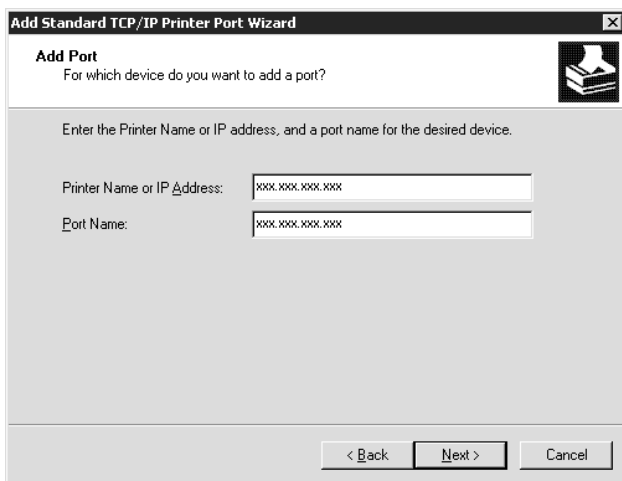 Add Standard TCP/IP Printer Port Wizard
Add Port
For which device do you want to add a port?
Enter the Printer Name or IP address, and a port name for the desired device.
Printer Name or IP Address: xxx.xxx.xxx.xxx
Port Name: xxx.xxx.xxx.xxx
< Back Next > Cancel